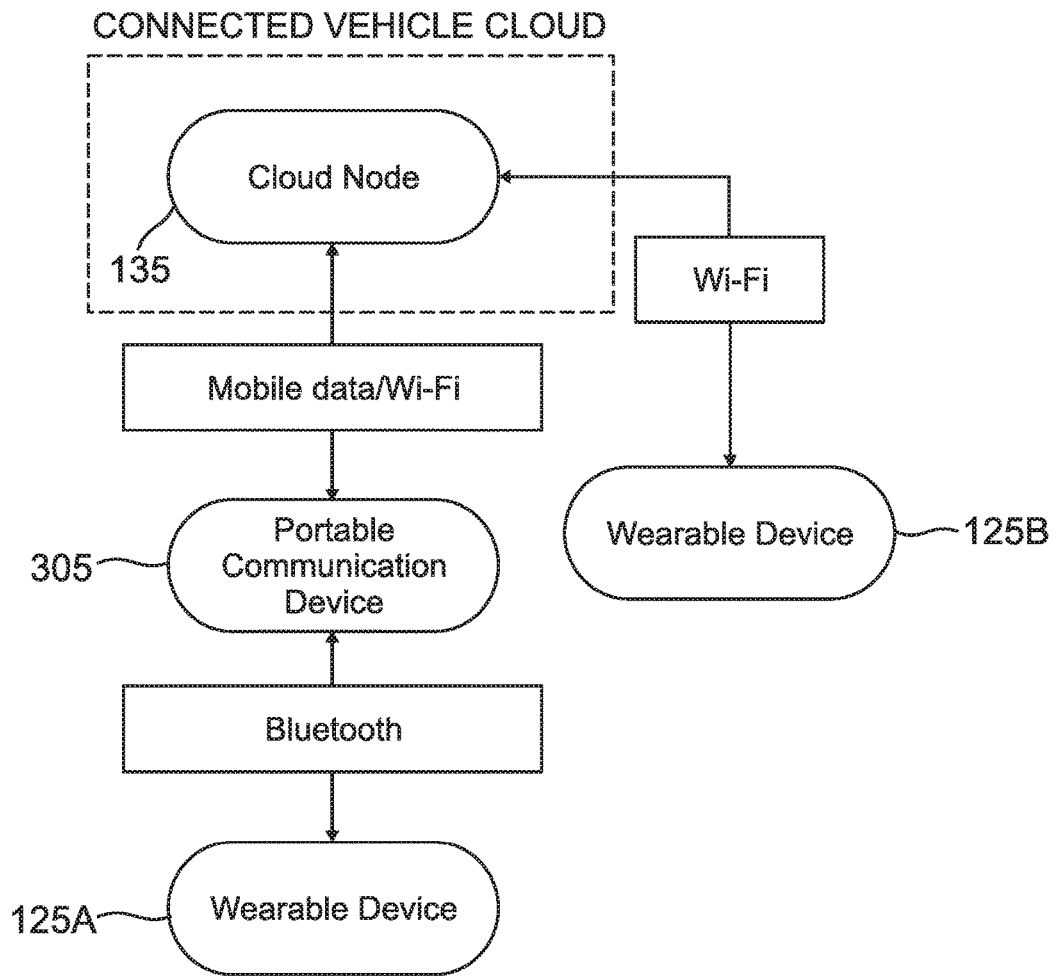 CONNECTED VEHICLE CLOUD
Cloud Node
135
Wi-Fi
Mobile data/Wi-Fi
Portable
Communication
Device
305
Wearable Device
125B
Bluetooth
Wearable Device
125A